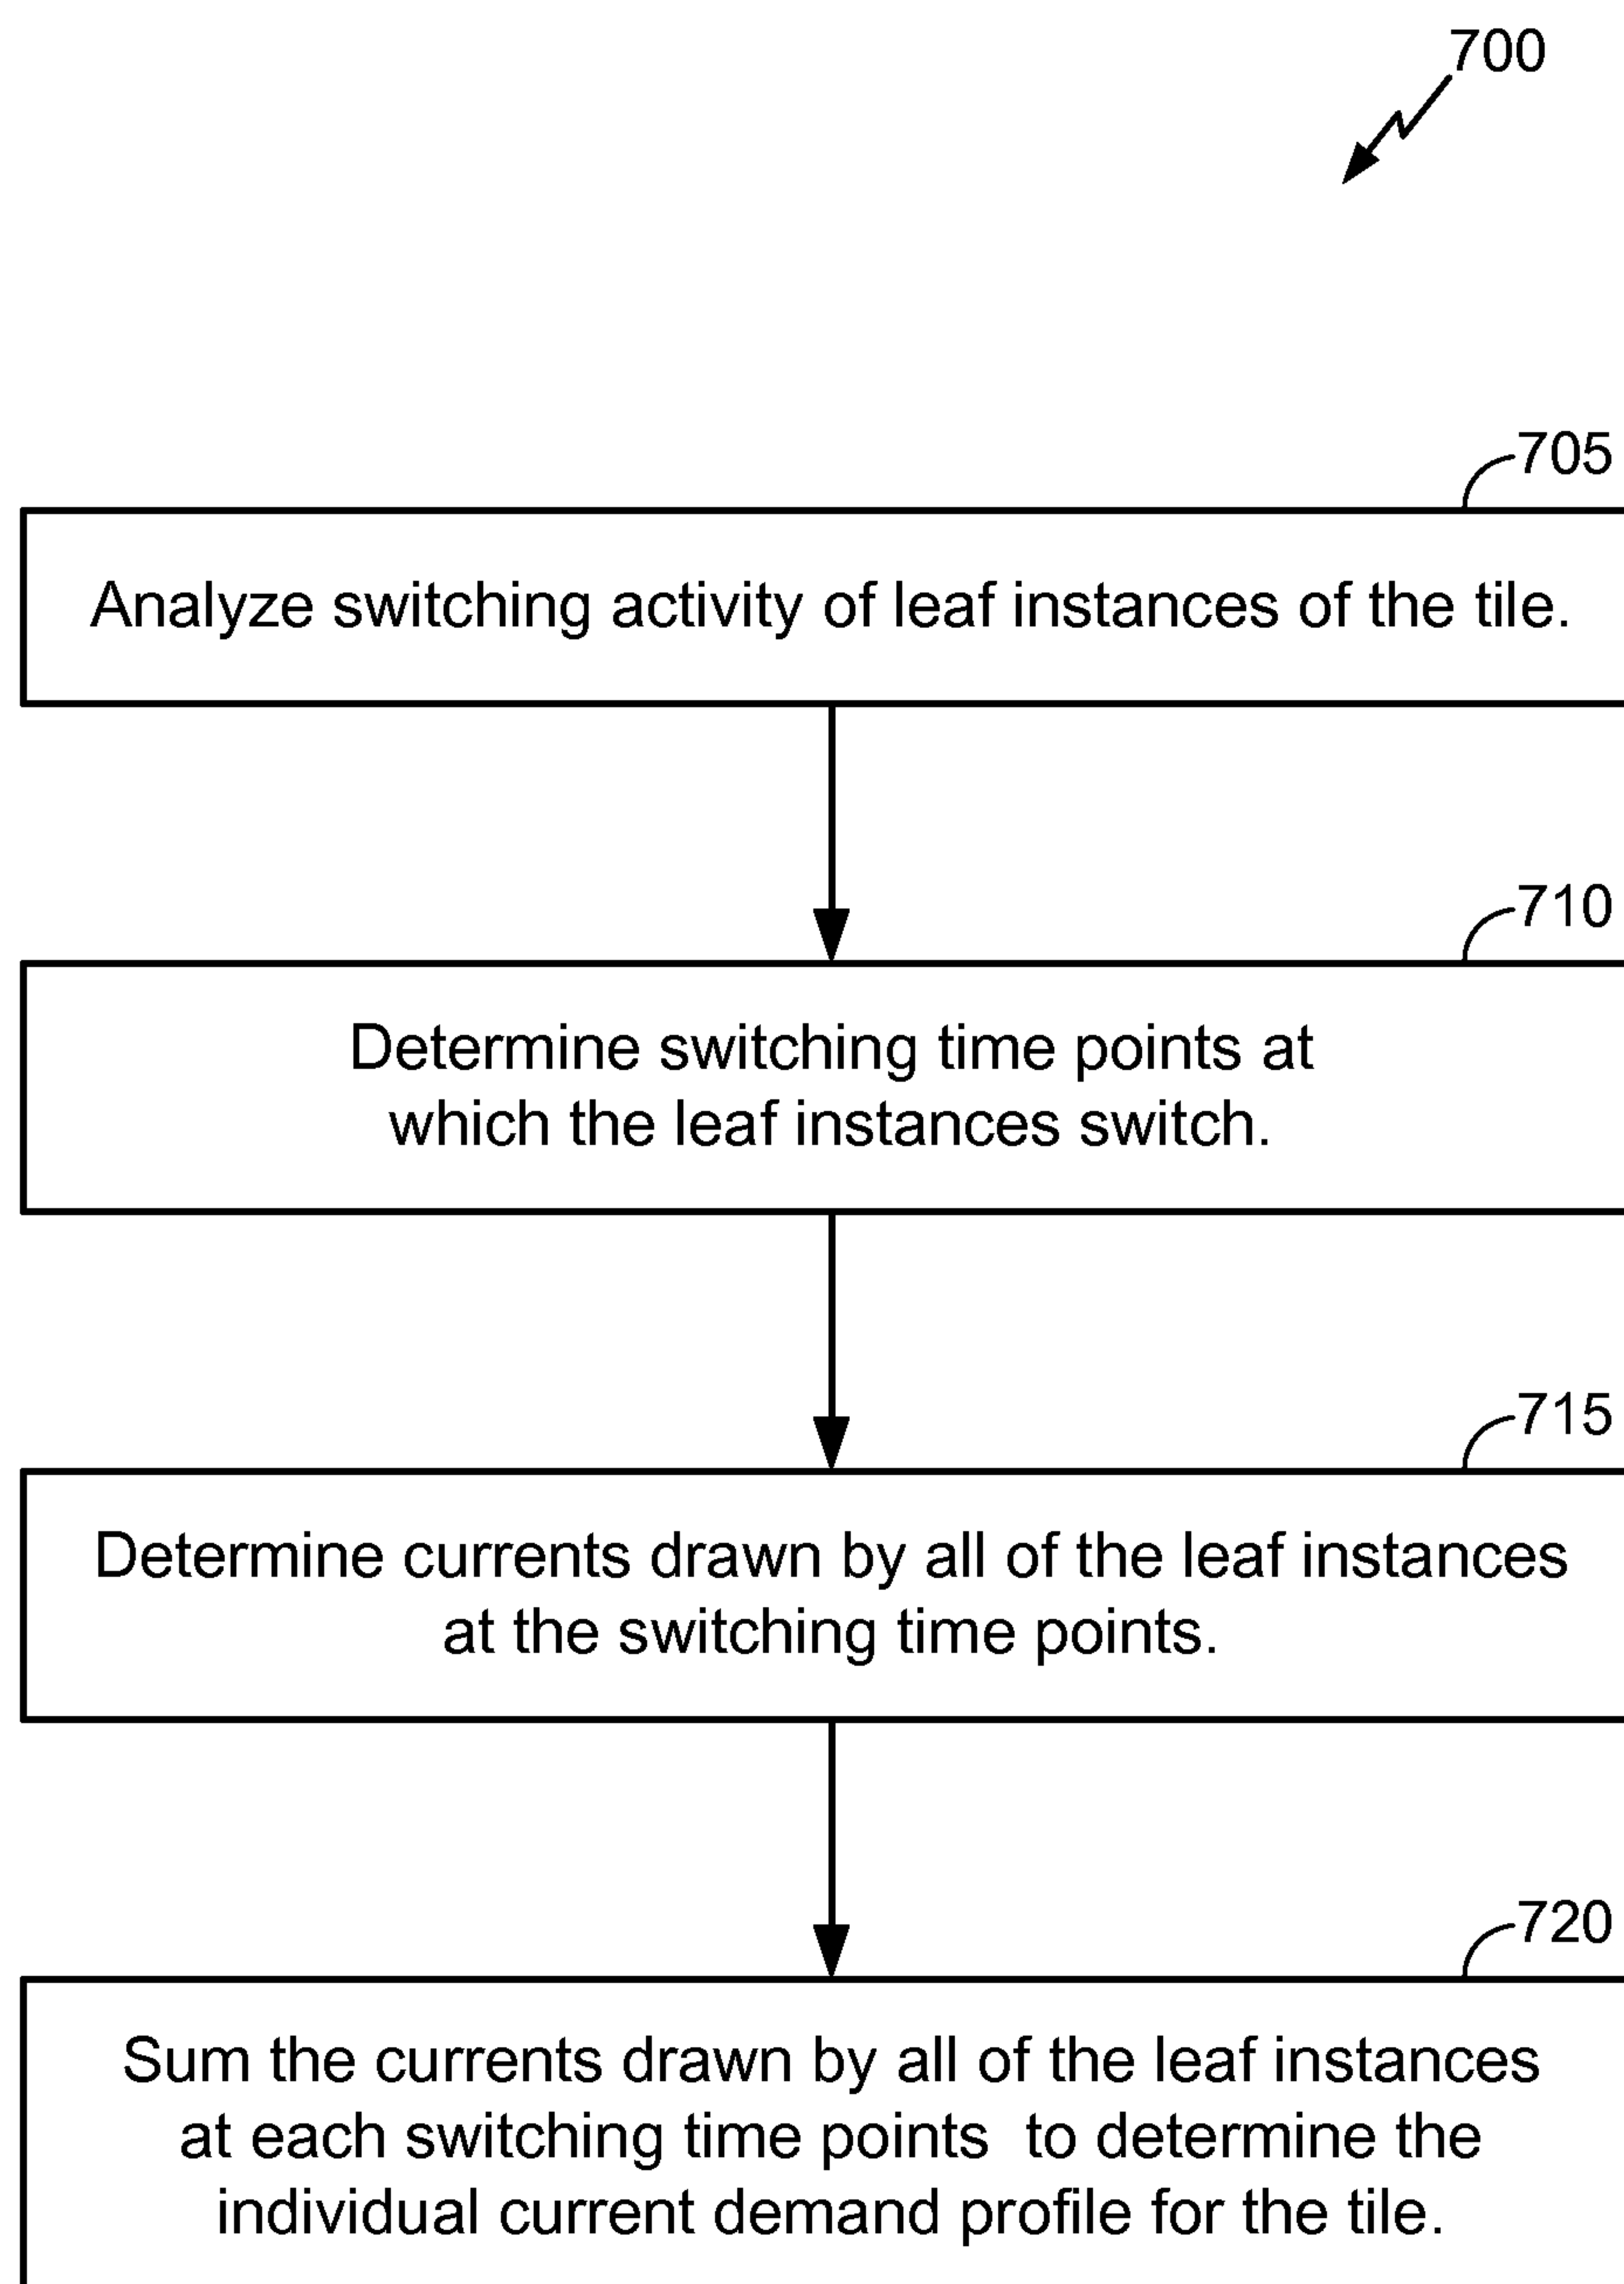 700
705
Analyze switching activity of leaf instances of the tile.
710
Determine switching time points at
which the leaf instances switch.
715
Determine currents drawn by all of the leaf instances
at the switching time points.
720
Sum the currents drawn by all of the leaf instances
at each switching time points  to determine the
individual current demand profile for the tile.